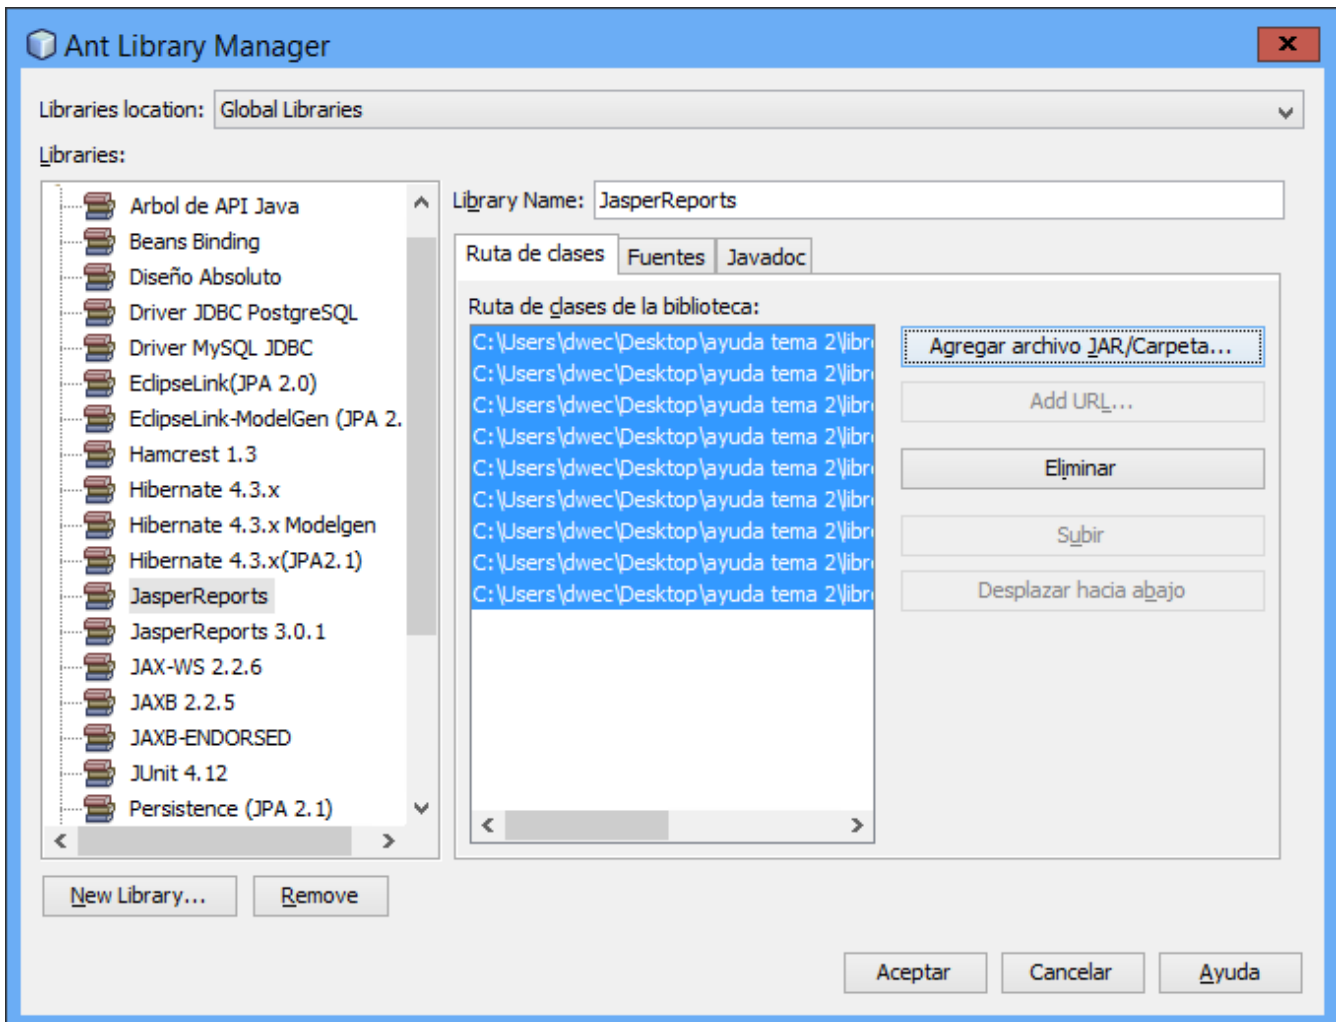 Ant Library Manager
Libraries location: Global Libraries
Libraries:
Arbol de API Java
Beans Binding
Diseño Absoluto
Driver JDBC PostgreSQL
Driver MySQL JDBC
EclipseLink(JPA 2.0)
EclipseLink-ModelGen (JPA 2.
Hamcrest 1.3
Hibernate 4.3.x
Hibernate 4.3.x Modelgen
Hibernate 4.3.x(JPA2.1)
JasperReports
JasperReports 3.0.1
JAX-WS 2.2.6
JAXB 2.2.5
JAXB-ENDORSED
JUnit 4.12
Persistence (JPA 2.1)
New Library...
Remove
Library Name: JasperReports
Ruta de clases
Fuentes
Javadoc
Ruta de clases de la biblioteca:
C:\Users\dwec\Desktop\ayuda tema 2\libr
C:\Users\dwec\Desktop\ayuda tema 2\libr
C:\Users\dwec\Desktop\ayuda tema 2\libr
C:\Users\dwec\Desktop\ayuda tema 2\libr
C:\Users\dwec\Desktop\ayuda tema 2\libr
C:\Users\dwec\Desktop\ayuda tema 2\libr
C:\Users\dwec\Desktop\ayuda tema 2\libr
C:\Users\dwec\Desktop\ayuda tema 2\libr
C:\Users\dwec\Desktop\ayuda tema 2\libr
Agregar archivo JAR/Carpeta...
Add URL...
Eliminar
Subir
Desplazar hacia abajo
Aceptar
Cancelar
Ayuda